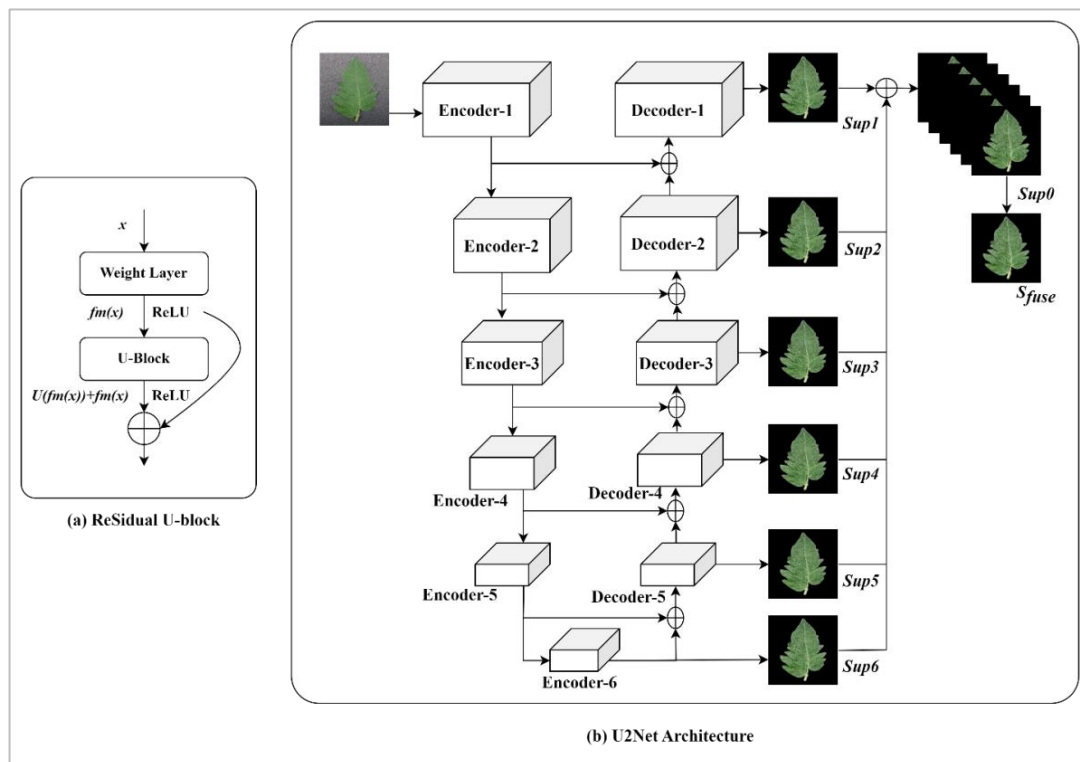 x
Weight Layer
fm(x) ReLU
U-Block
U(fm(x))+fm(x) ReLU
(a) ReSidual U-block
Encoder-1 Decoder-1
Sup1
Sup0
Encoder-2 Decoder-2
Sup2
Sfuse
Encoder-3 Decoder-3
Sup3
Encoder-4 Decoder-4
Sup4
Encoder-5 Decoder-5
Sup5
Encoder-6
Sup6
(b) U2Net Architecture